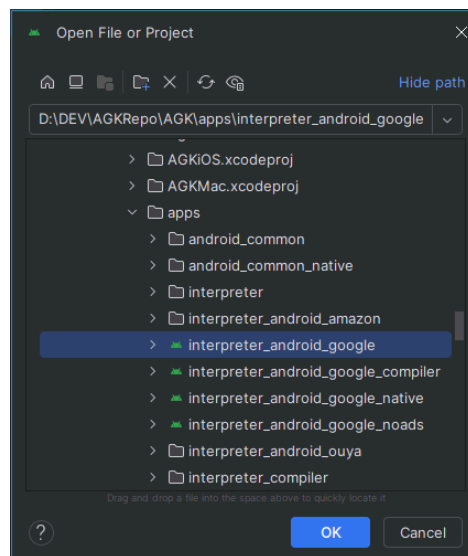 Open File or Project
Hide path
D:\DEV\AGKRepo\AGK\apps\interpreter_android_google
AGKiOS.xcodeproj
AGKMac.xcodeproj
apps
android_common
android_common_native
interpreter
interpreter_android_amazon
interpreter_android_google
interpreter_android_google_compiler
interpreter_android_google_native
interpreter_android_google_noads
interpreter_android_ouya
interpreter_compiler
Drag and drop a file into the space above to quickly locate it
? OK Cancel